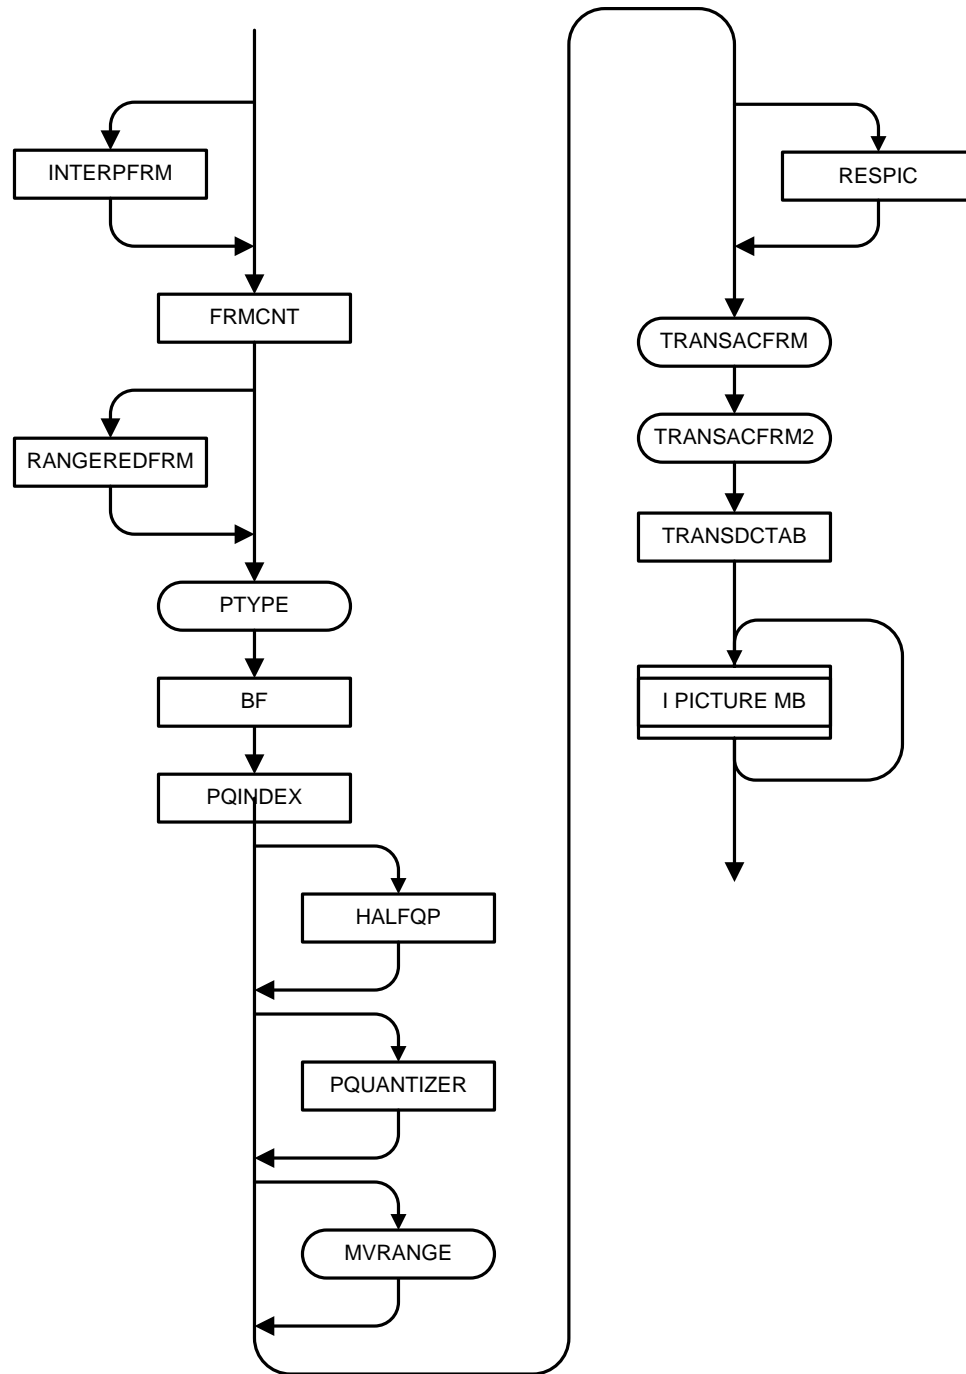 INTERPFRM
FRMCNT
RANGEREDFRM
PTYPE
BF
PQINDEX
HALFQP
PQUANTIZER
MVRANGE
RESPIC
TRANSACFRM
TRANSACFRM2
TRANSDCTAB
I PICTURE MB